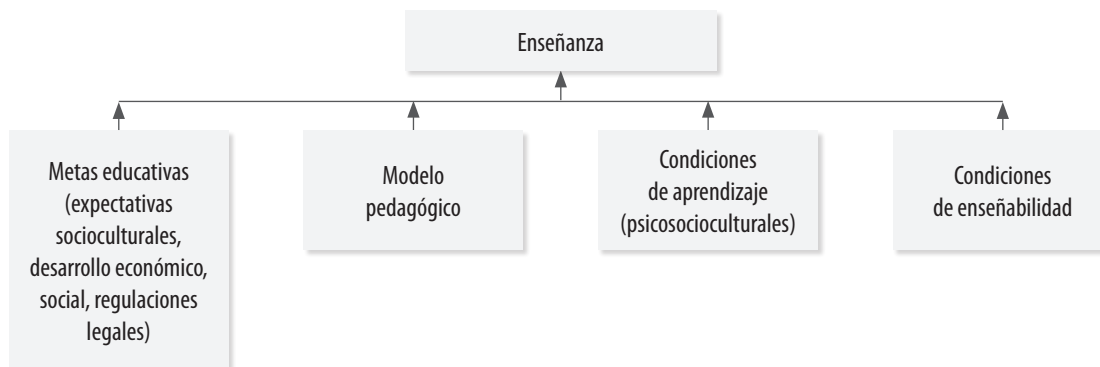 Enseñanza
Metas educativas
(expectativas
socioculturales,
desarrollo económico,
social, regulaciones
legales)
Modelo
pedagógico
Condiciones
de aprendizaje
(psicosocioculturales)
Condiciones
de enseñabilidad